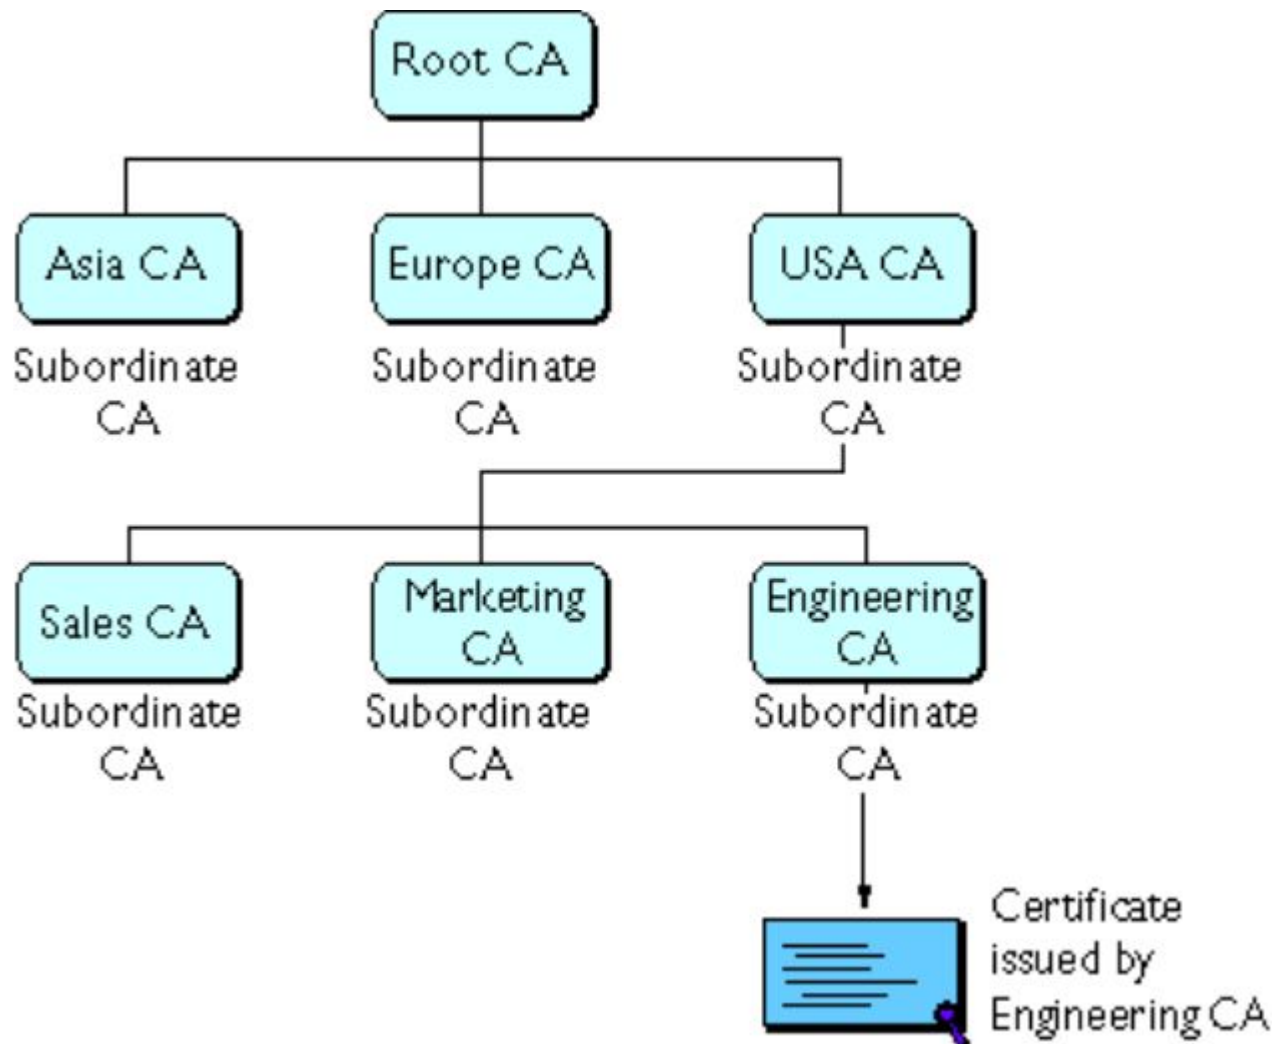 Root CA
Asia CA
Europe CA
USA CA
Subordinate
CA
Subordinate
CA
Subordinate
CA
Sales CA
Marketing
CA
Engineering
CA
Subordinate
CA
Subordinate
CA
Subordinate
CA
Certificate
issued by
Engineering CA